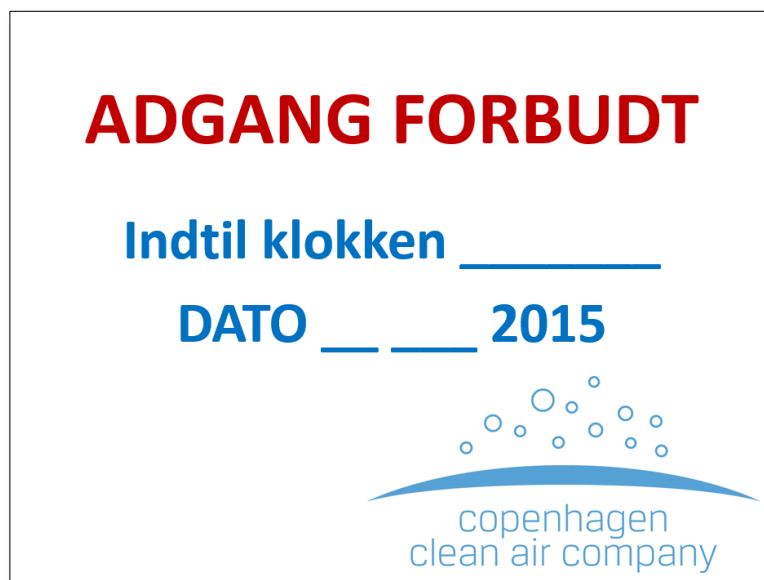 ADGANG FORBUDT
Indtil klokken _______
DATO __ ___ 2015
copenhagen
clean air company